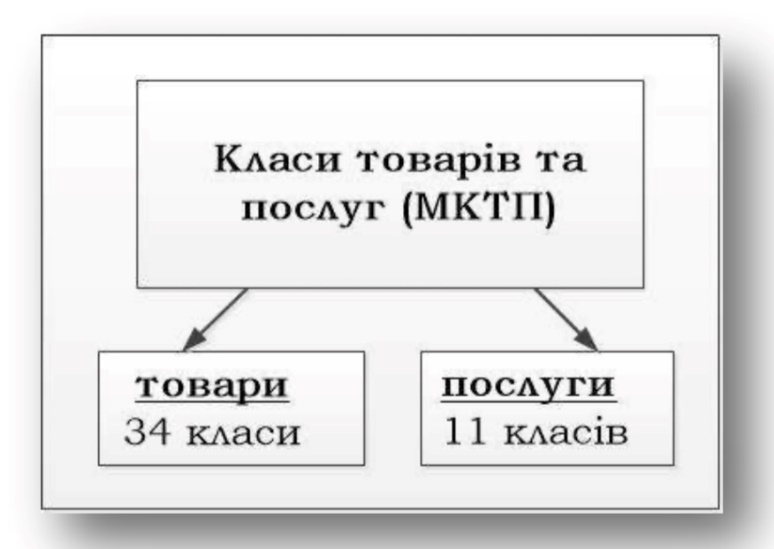 Класи товарів та
послуг (МКТП)
товари
34 класи
послуги
11 класів